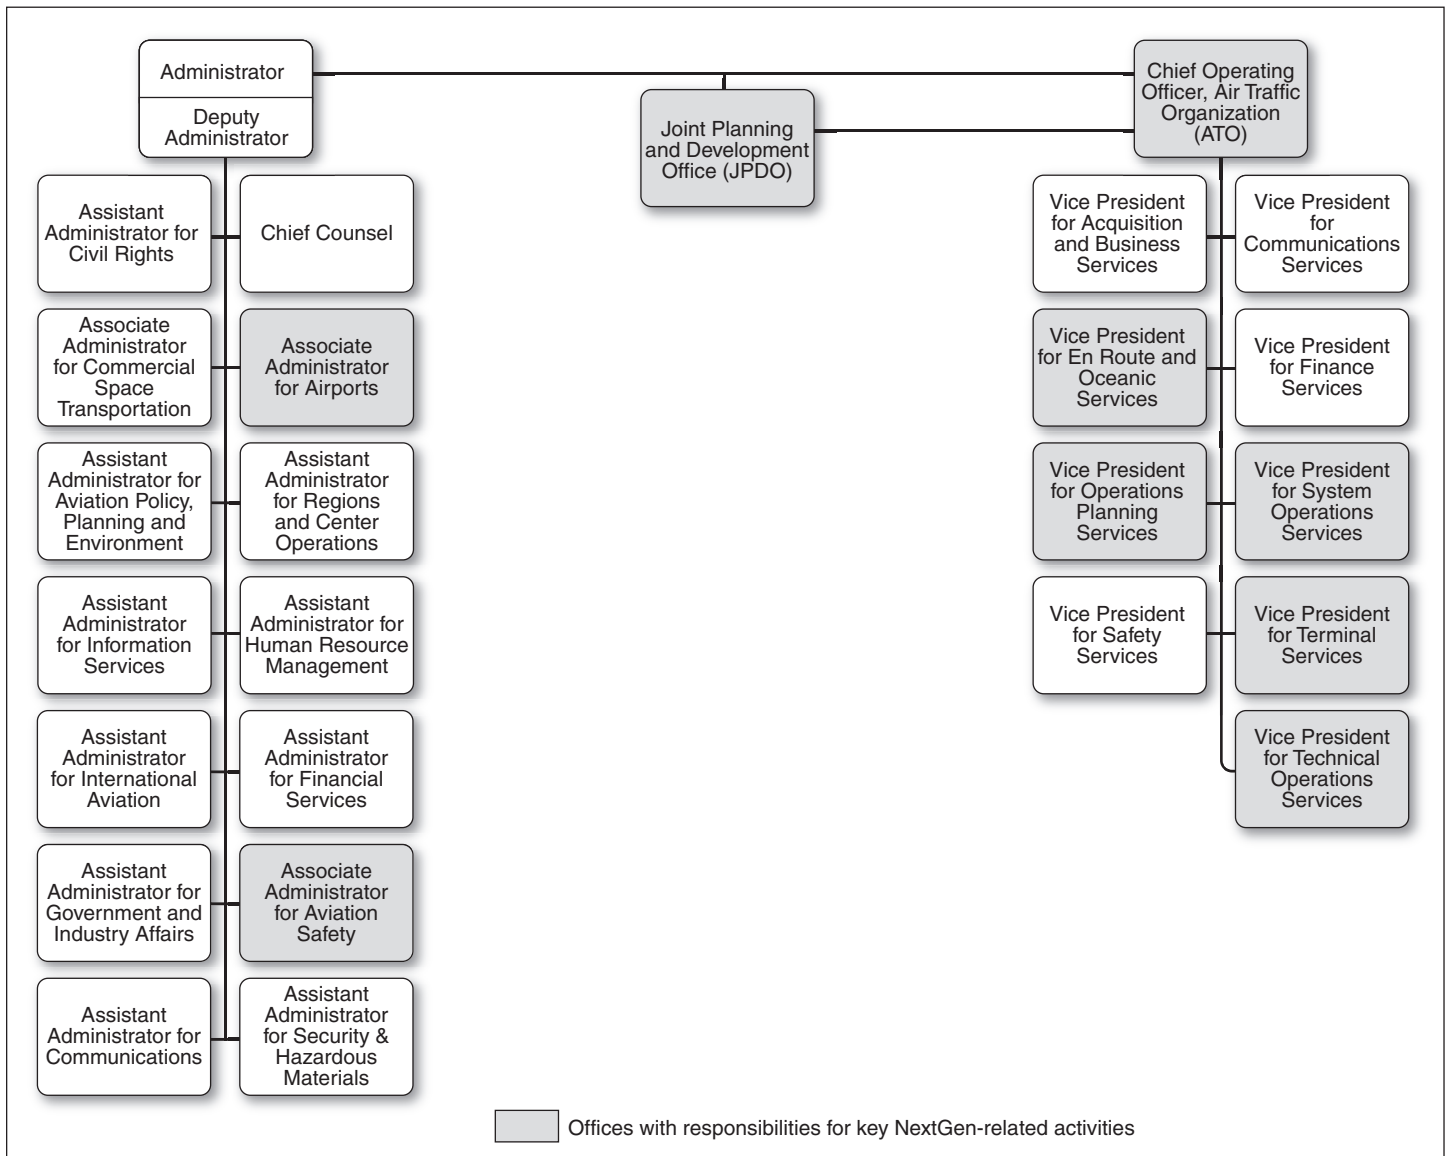 Administrator
Deputy
Administrator
Joint Planning
and Development
Office (JPDO)
Chief Operating
Officer, Air Traffic
Organization
(ATO)
Assistant
Administrator for
Civil Rights
Chief Counsel
Associate
Administrator
for Commercial
Space
Transportation
Associate
Administrator
for Airports
Assistant
Administrator for
Aviation Policy,
Planning and
Environment
Assistant
Administrator
for Regions
and Center
Operations
Assistant
Administrator
for Information
Services
Assistant
Administrator for
Human Resource
Management
Assistant
Administrator
for International
Aviation
Assistant
Administrator
for Financial
Services
Assistant
Administrator for
Government and
Industry Affairs
Associate
Administrator
for Aviation
Safety
Assistant
Administrator for
Communications
Assistant
Administrator
for Security &
Hazardous
Materials
Vice President
for Acquisition
and Business
Services
Vice President
for
Communications
Services
Vice President
for En Route and
Oceanic
Services
Vice President
for Finance
Services
Vice President
for Operations
Planning
Services
Vice President
for System
Operations
Services
Vice President
for Safety
Services
Vice President
for Terminal
Services
Vice President
for Technical
Operations
Services
Offices with responsibilities for key NextGen-related activities